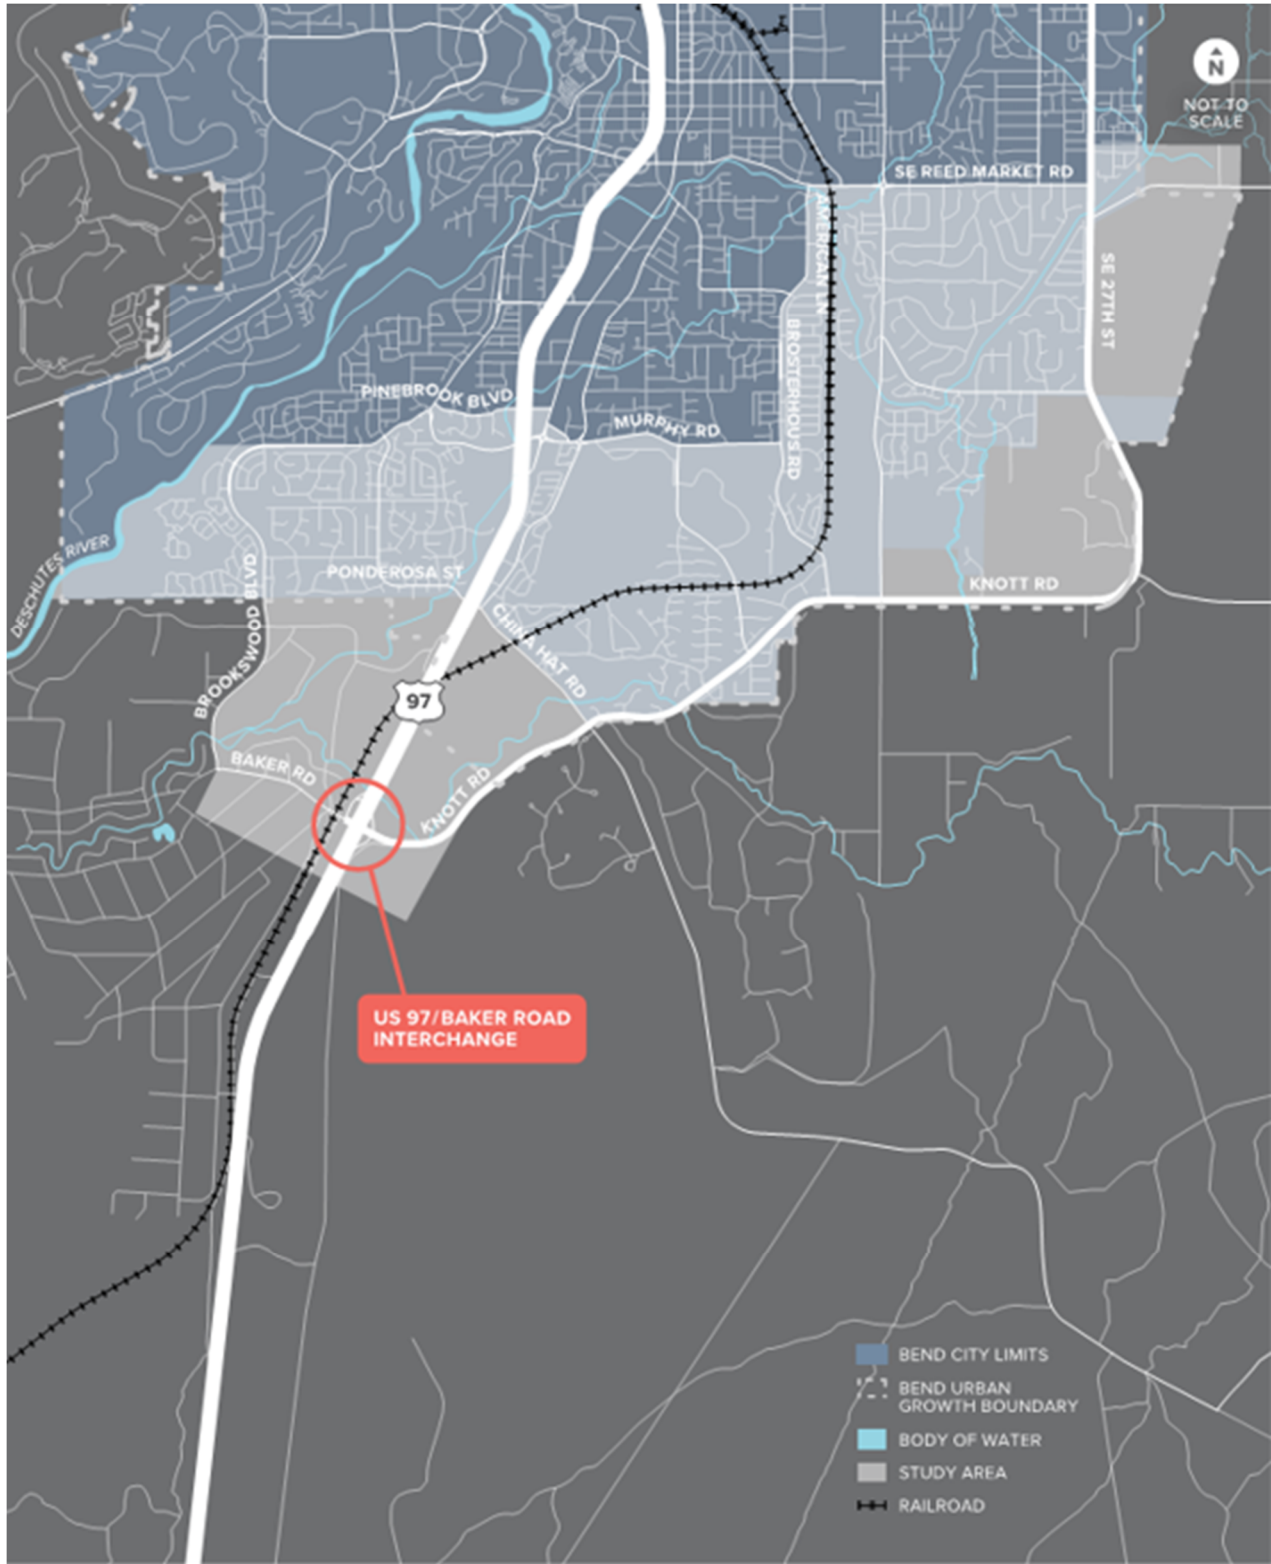 N
NOT TO
SCALE
SE REED MARKET RD
AMERICAN LN
SE 27TH ST
BROSTERHOUS RD
PINEBROOK BLVD
MURPHY RD
DESCHUTES RIVER
BROOKSWOOD BLVD
PONDEROSA ST
KNOTT RD
CHINA HAT RD
97
BAKER RD
KNOTT RD
US 97/BAKER ROAD
INTERCHANGE
BEND CITY LIMITS
BEND URBAN
GROWTH BOUNDARY
BODY OF WATER
STUDY AREA
RAILROAD